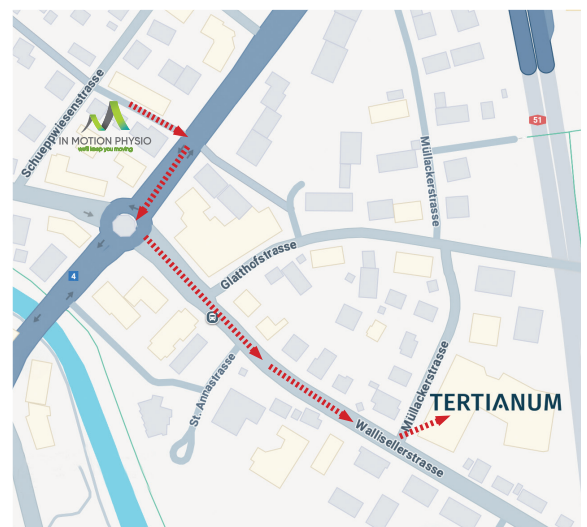 51
Schueppwiesenstrasse
IN MOTION PHYSIO
we'll keep you moving
Müllackerstrasse
Glatthofstrasse
4
St. Annastrasse
Müllackerstrasse
TERTIANUM
Wallisellerstrasse